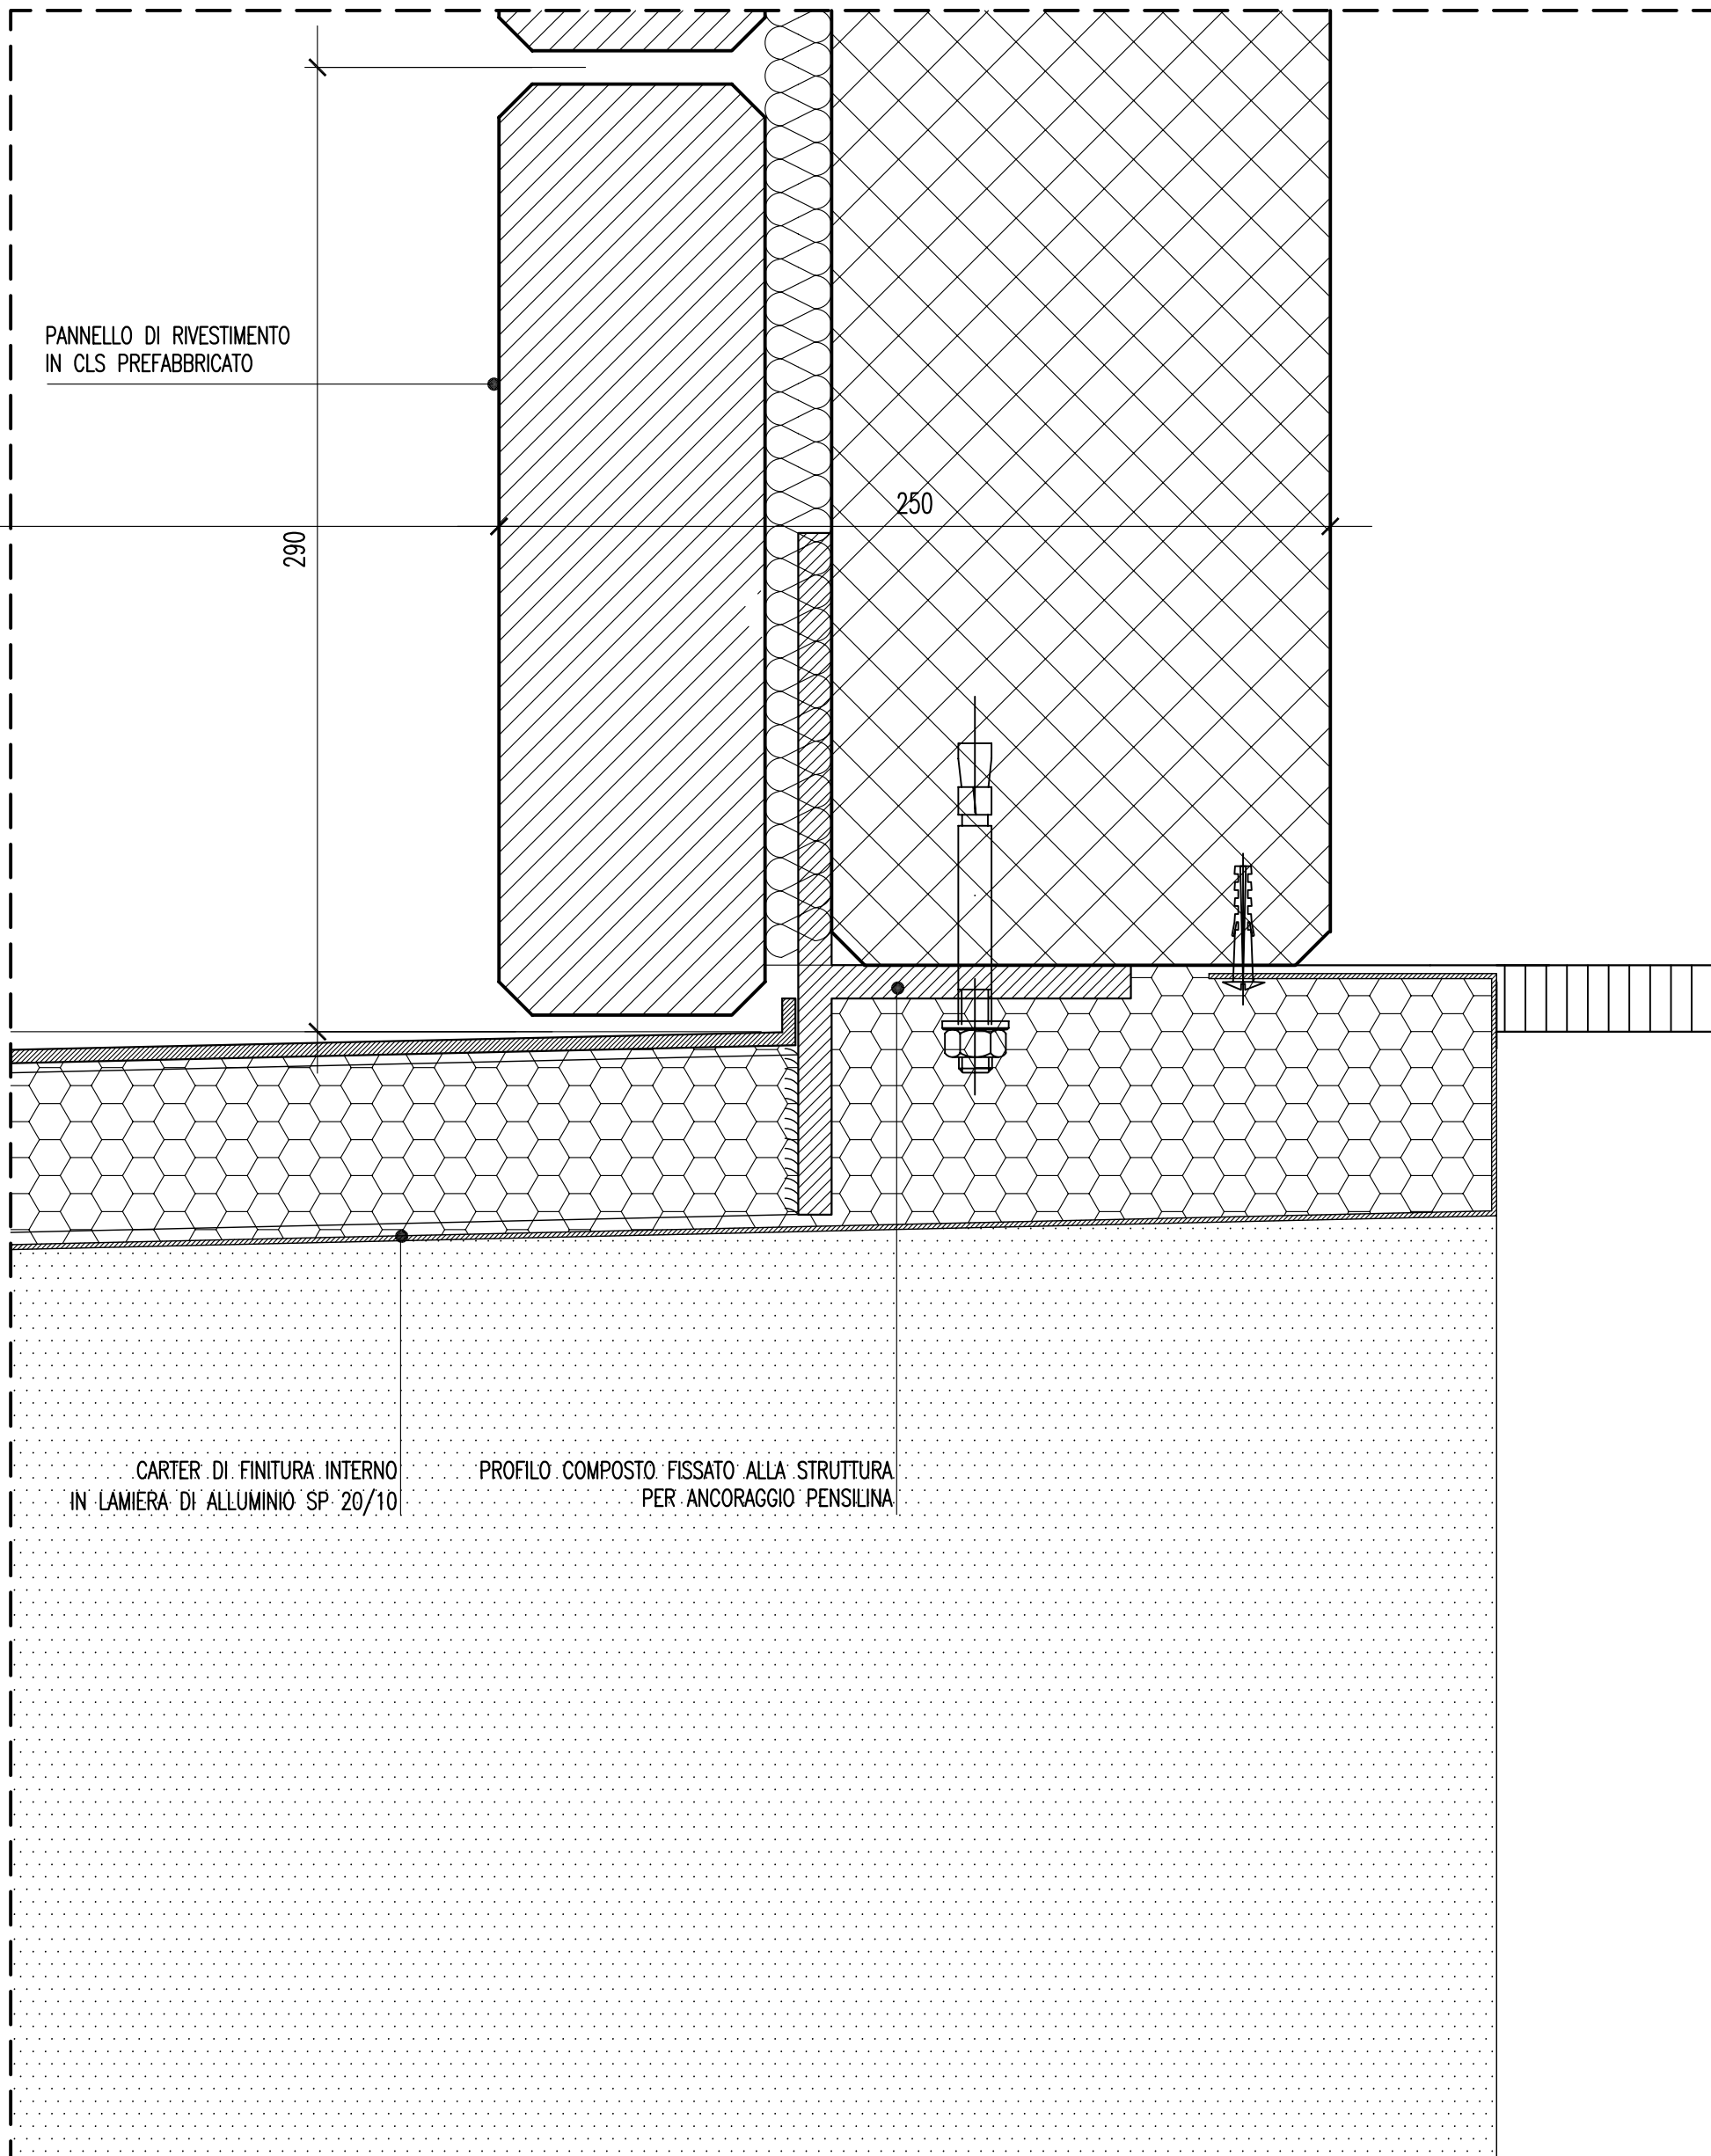 PANNELLO DI RIVESTIMENTO
IN CLS PREFABBRICATO
250
290
CARTER DI FINITURA INTERNO
IN LAMIERA DI ALLUMINIO SP 20/10
PROFILO COMPOSTO FISSATO ALLA STRUTTURA
PER ANCORAGGIO PENSILINA